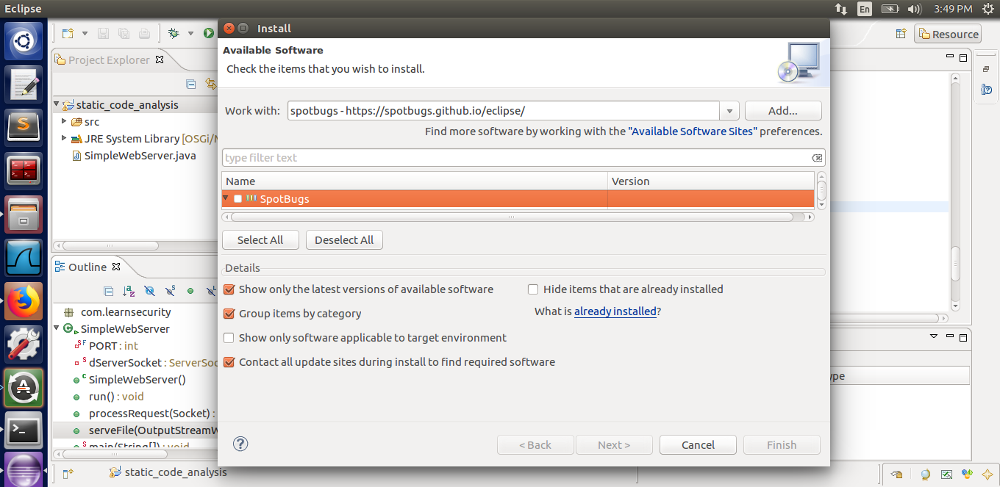 Eclipse
En
3:49 PM
Install
Resource
Available Software
Check the items that you wish to install.
Project Explorer
static_code_analysis
src
JRE System Library [OSGi/
SimpleWebServer.java
Work with:
spotbugs - https://spotbugs.github.io/eclipse/
Add...
Find more software by working with the "Available Software Sites" preferences.
type filter text
Name
Version
SpotBugs
Select All
Deselect All
Details
Show only the latest versions of available software
Hide items that are already installed
Group items by category
What is already installed?
Show only software applicable to target environment
Contact all update sites during install to find required software
Outline
com.learnsecurity
SimpleWebServer
PORT : int
dServerSocket : ServerSoc
SimpleWebServer()
run() : void
processRequest(Socket) :
serveFile(OutputStreamW
main(String[]) : void
ype
< Back
Next >
Cancel
Finish
static_code_analysis